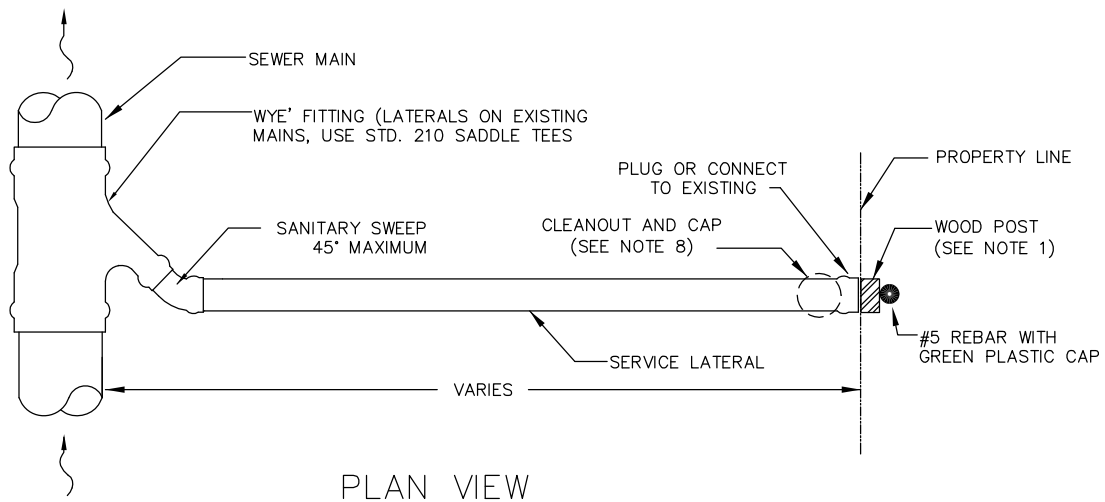 SEWER MAIN
WYE' FITTING (LATERALS ON EXISTING
MAINS, USE STD. 210 SADDLE TEES
SANITARY SWEEP
45° MAXIMUM
PLUG OR CONNECT
TO EXISTING
CLEANOUT AND CAP
(SEE NOTE 8)
PROPERTY LINE
WOOD POST
(SEE NOTE 1)
#5 REBAR WITH
GREEN PLASTIC CAP
SERVICE LATERAL
VARIES
PLAN VIEW